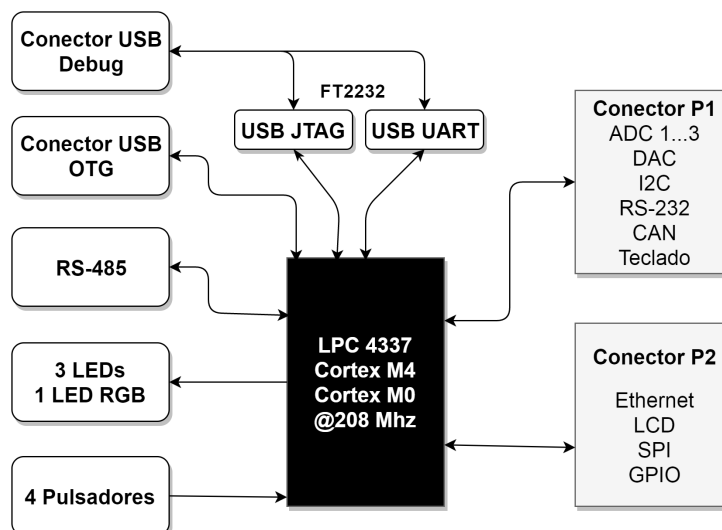 Conector USB
Debug
FT2232
USB JTAG
USB UART
Conector USB
OTG
RS-485
3 LEDs
1 LED RGB
4 Pulsadores
LPC 4337
Cortex M4
Cortex M0
@208 Mhz
Conector P1
ADC 1...3
DAC
I2C
RS-232
CAN
Teclado
Conector P2
Ethernet
LCD
SPI
GPIO